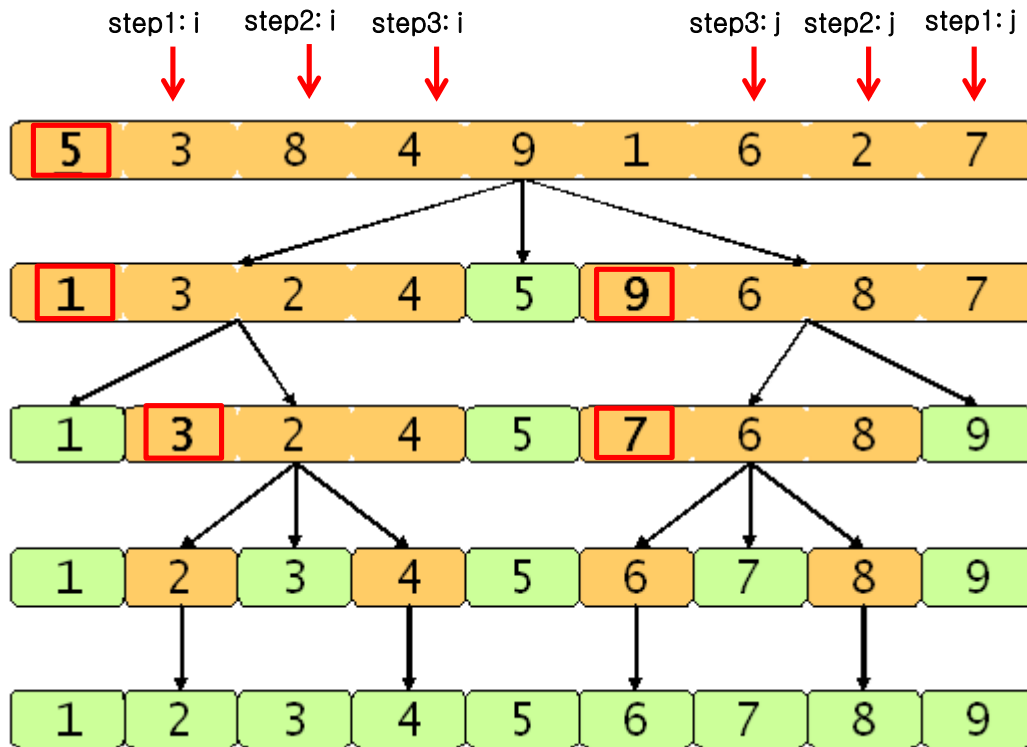 step1: i step2: i step3: i step3: j step2: j step1: j
5 3 8 4 9 1 6 2 7
1 3 2 4 5 9 6 8 7
1 3 2 4 5 7 6 8 9
1 2 3 4 5 6 7 8 9
1 2 3 4 5 6 7 8 9